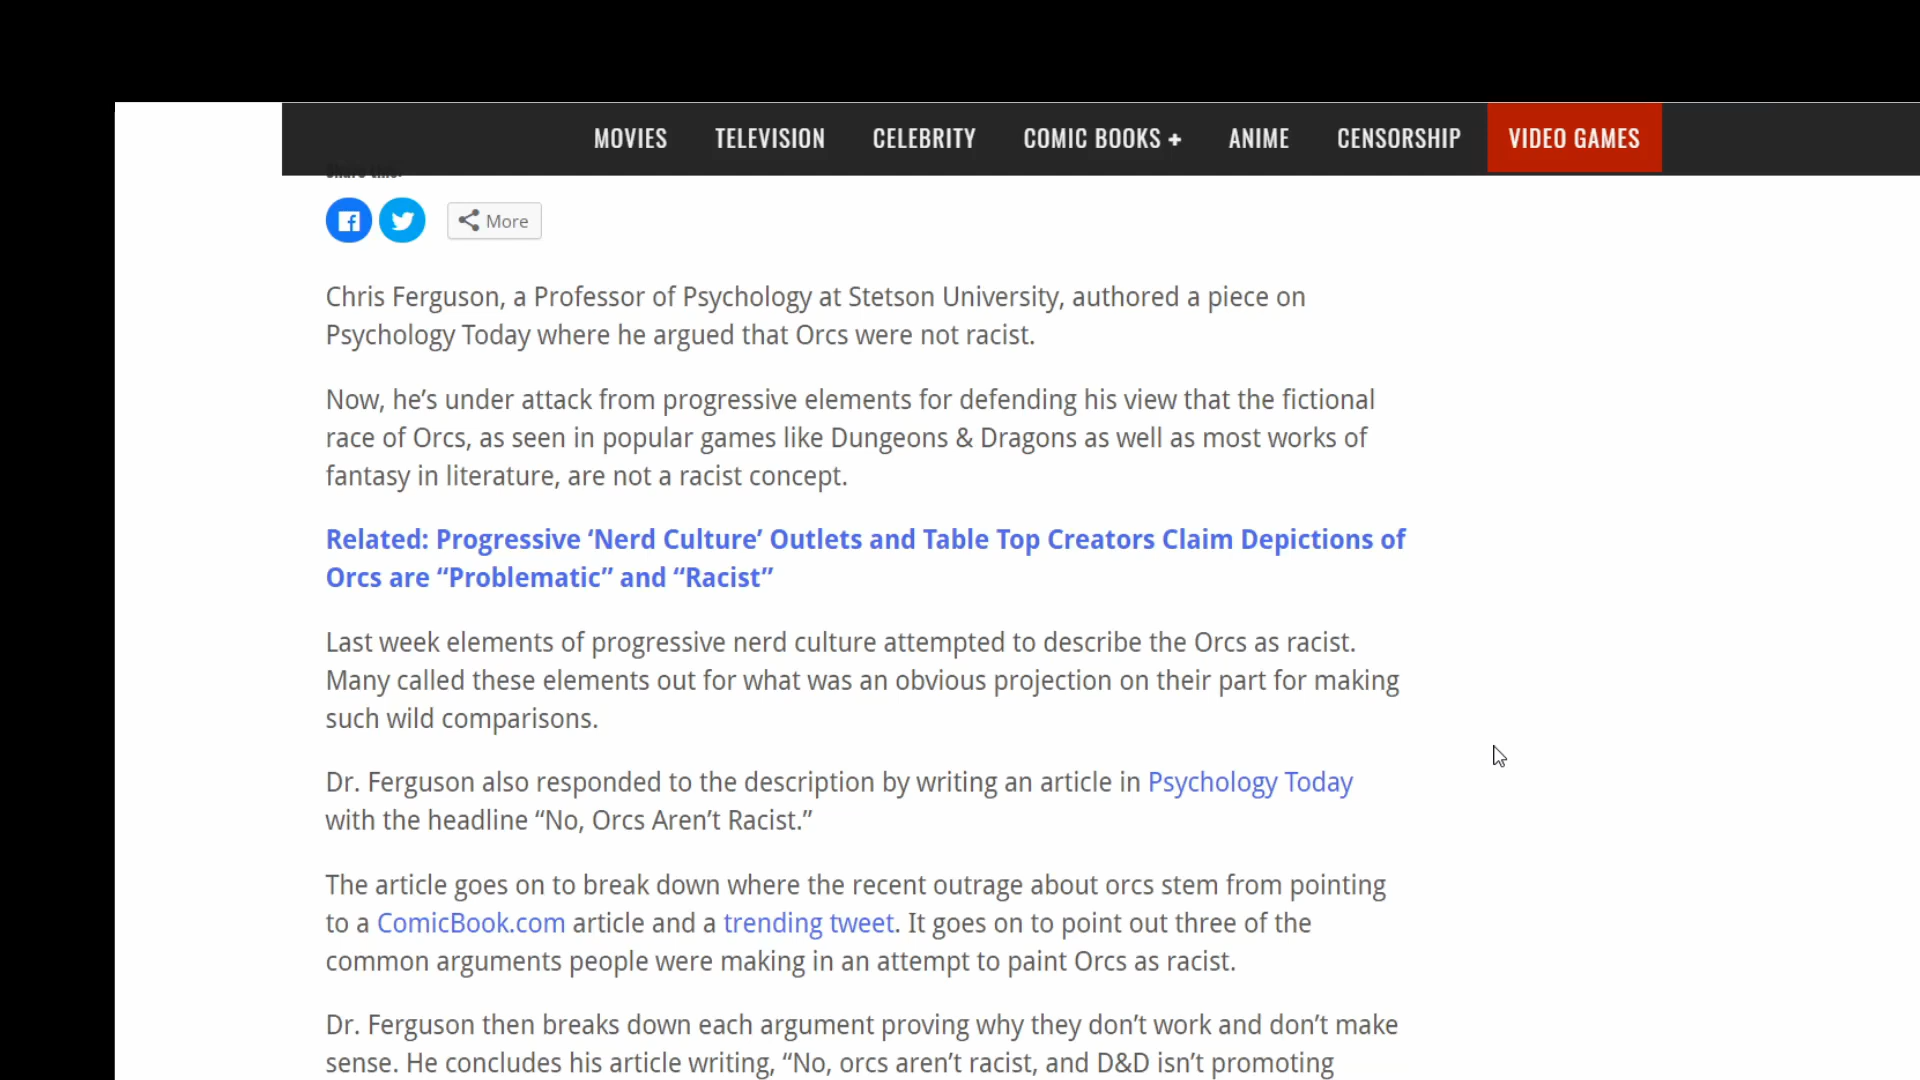 MOVIES TELEVISION CELEBRITY COMIC BOOKS + ANIME CENSORSHIP VIDEO GAMES
More
Chris Ferguson, a Professor of Psychology at Stetson University, authored a piece on
Psychology Today where he argued that Orcs were not racist.
Now, he’s under attack from progressive elements for defending his view that the fictional
race of Orcs, as seen in popular games like Dungeons & Dragons as well as most works of
fantasy in literature, are not a racist concept.
Related: Progressive ‘Nerd Culture’ Outlets and Table Top Creators Claim Depictions of
Orcs are “Problematic” and “Racist”
Last week elements of progressive nerd culture attempted to describe the Orcs as racist.
Many called these elements out for what was an obvious projection on their part for making
such wild comparisons.
Dr. Ferguson also responded to the description by writing an article in Psychology Today
with the headline “No, Orcs Aren’t Racist.”
The article goes on to break down where the recent outrage about orcs stem from pointing
to a ComicBook.com article and a trending tweet. It goes on to point out three of the
common arguments people were making in an attempt to paint Orcs as racist.
Dr. Ferguson then breaks down each argument proving why they don’t work and don’t make
sense. He concludes his article writing, “No, orcs aren’t racist, and D&D isn’t promoting